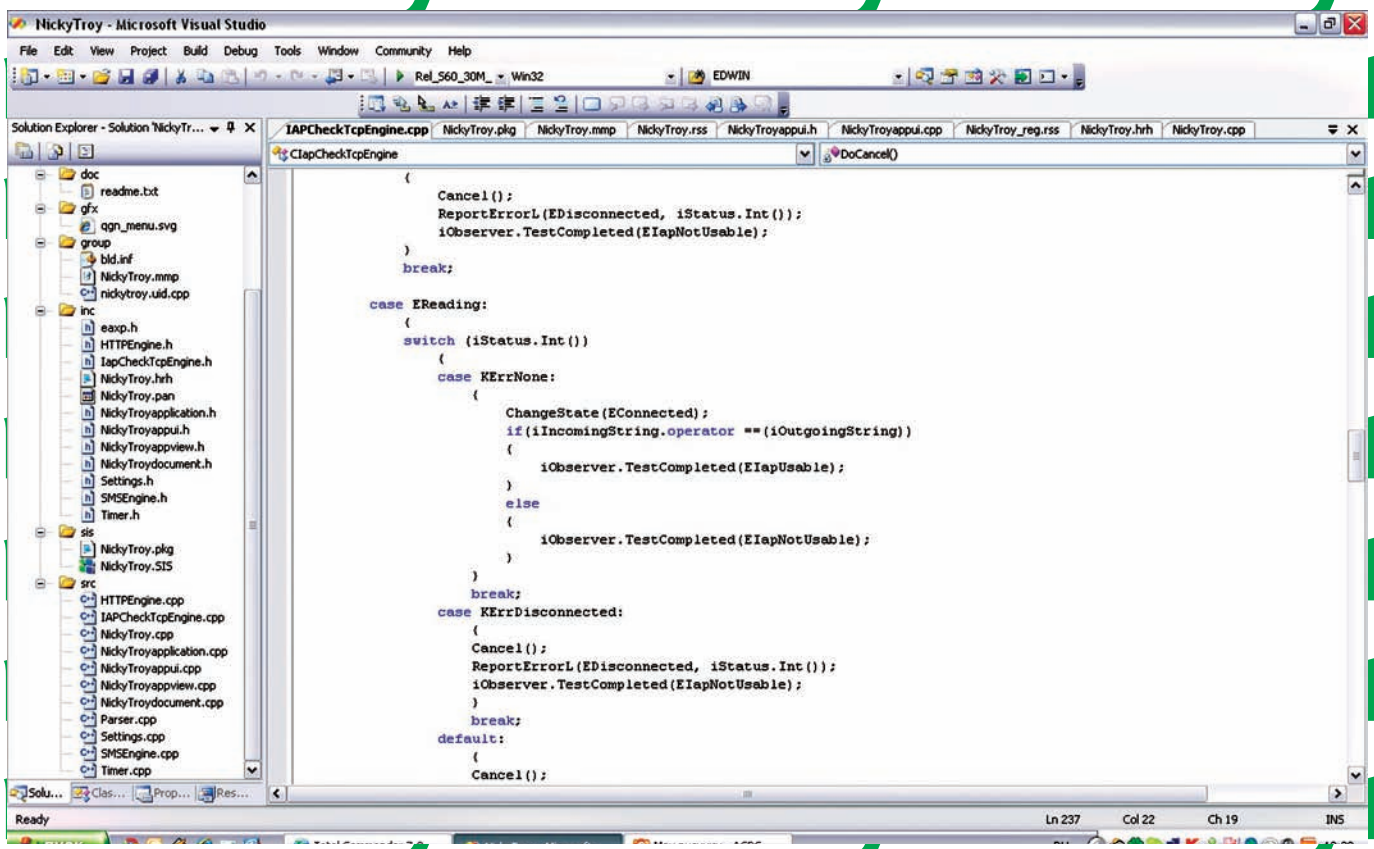 NickyTroy - Microsoft Visual Studio
File Edit View Project Build Debug Tools Window Community Help
Rel_S60_30M_ Win32 EDWIN
Solution Explorer - Solution 'NickyTr...
IAPCheckTcpEngine.cpp NickyTroy.pkg NickyTroy.mmp NickyTroy.rss NickyTroyappui.h NickyTroyappui.cpp NickyTroy_reg.rss NickyTroy.hrh NickyTroy.cpp
CIapCheckTcpEngine DoCancel()
doc
readme.txt
gfx
qgn_menu.svg
group
bld.inf
NickyTroy.mmp
nickytroy.uid.cpp
inc
eaxp.h
HTTPEngine.h
IapCheckTcpEngine.h
NickyTroy.hrh
NickyTroy.pan
NickyTroyapplication.h
NickyTroyappui.h
NickyTroyappview.h
NickyTroydocument.h
Settings.h
SMSEngine.h
Timer.h
sis
NickyTroy.pkg
NickyTroy.SIS
src
HTTPEngine.cpp
IAPCheckTcpEngine.cpp
NickyTroy.cpp
NickyTroyapplication.cpp
NickyTroyappui.cpp
NickyTroyappview.cpp
NickyTroydocument.cpp
Parser.cpp
Settings.cpp
SMSEngine.cpp
Timer.cpp
Solu... Clas... Prop... Res...
{
Cancel();
ReportErrorL(EDisconnected, iStatus.Int());
iObserver.TestCompleted(EIapNotUsable);
}
break;
case EReading:
{
switch (iStatus.Int())
{
case KErrNone:
{
ChangeState(EConnected);
if(iIncomingString.operator ==(iOutgoingString))
{
iObserver.TestCompleted(EIapUsable);
}
else
{
iObserver.TestCompleted(EIapNotUsable);
}
}
break;
case KErrDisconnected:
{
Cancel();
ReportErrorL(EDisconnected, iStatus.Int());
iObserver.TestCompleted(EIapNotUsable);
}
break;
default:
{
Cancel();
Ready Ln 237 Col 22 Ch 19 INS